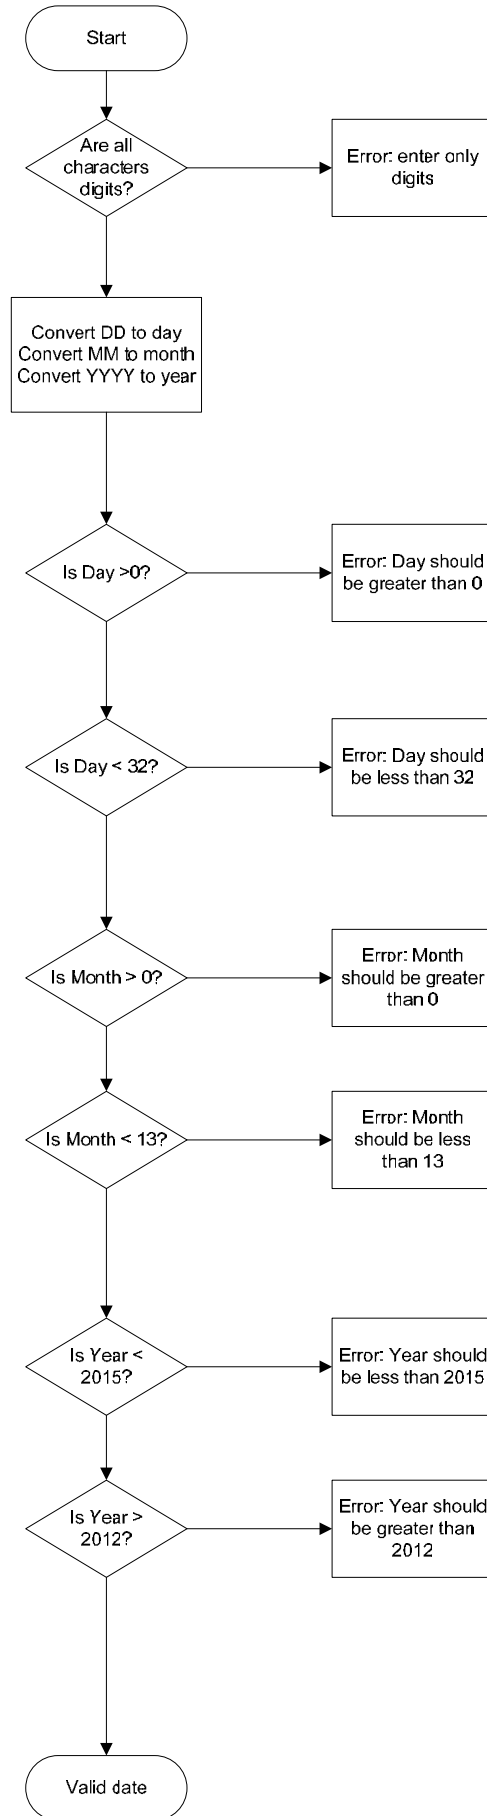 Start
Are all
characters
digits?
Error: enter only
digits
Convert DD to day
Convert MM to month
Convert YYYY to year
Is Day >0?
Error: Day should
be greater than 0
Is Day < 32?
Error: Day should
be less than 32
Is Month > 0?
Error: Month
should be greater
than 0
Is Month < 13?
Error: Month
should be less
than 13
Is Year <
2015?
Error: Year should
be less than 2015
Is Year >
2012?
Error: Year should
be greater than
2012
Valid date